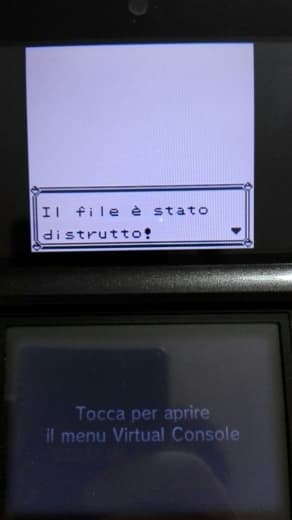 Il file è stato
distrutto!
Tocca per aprire
il menu Virtual Console